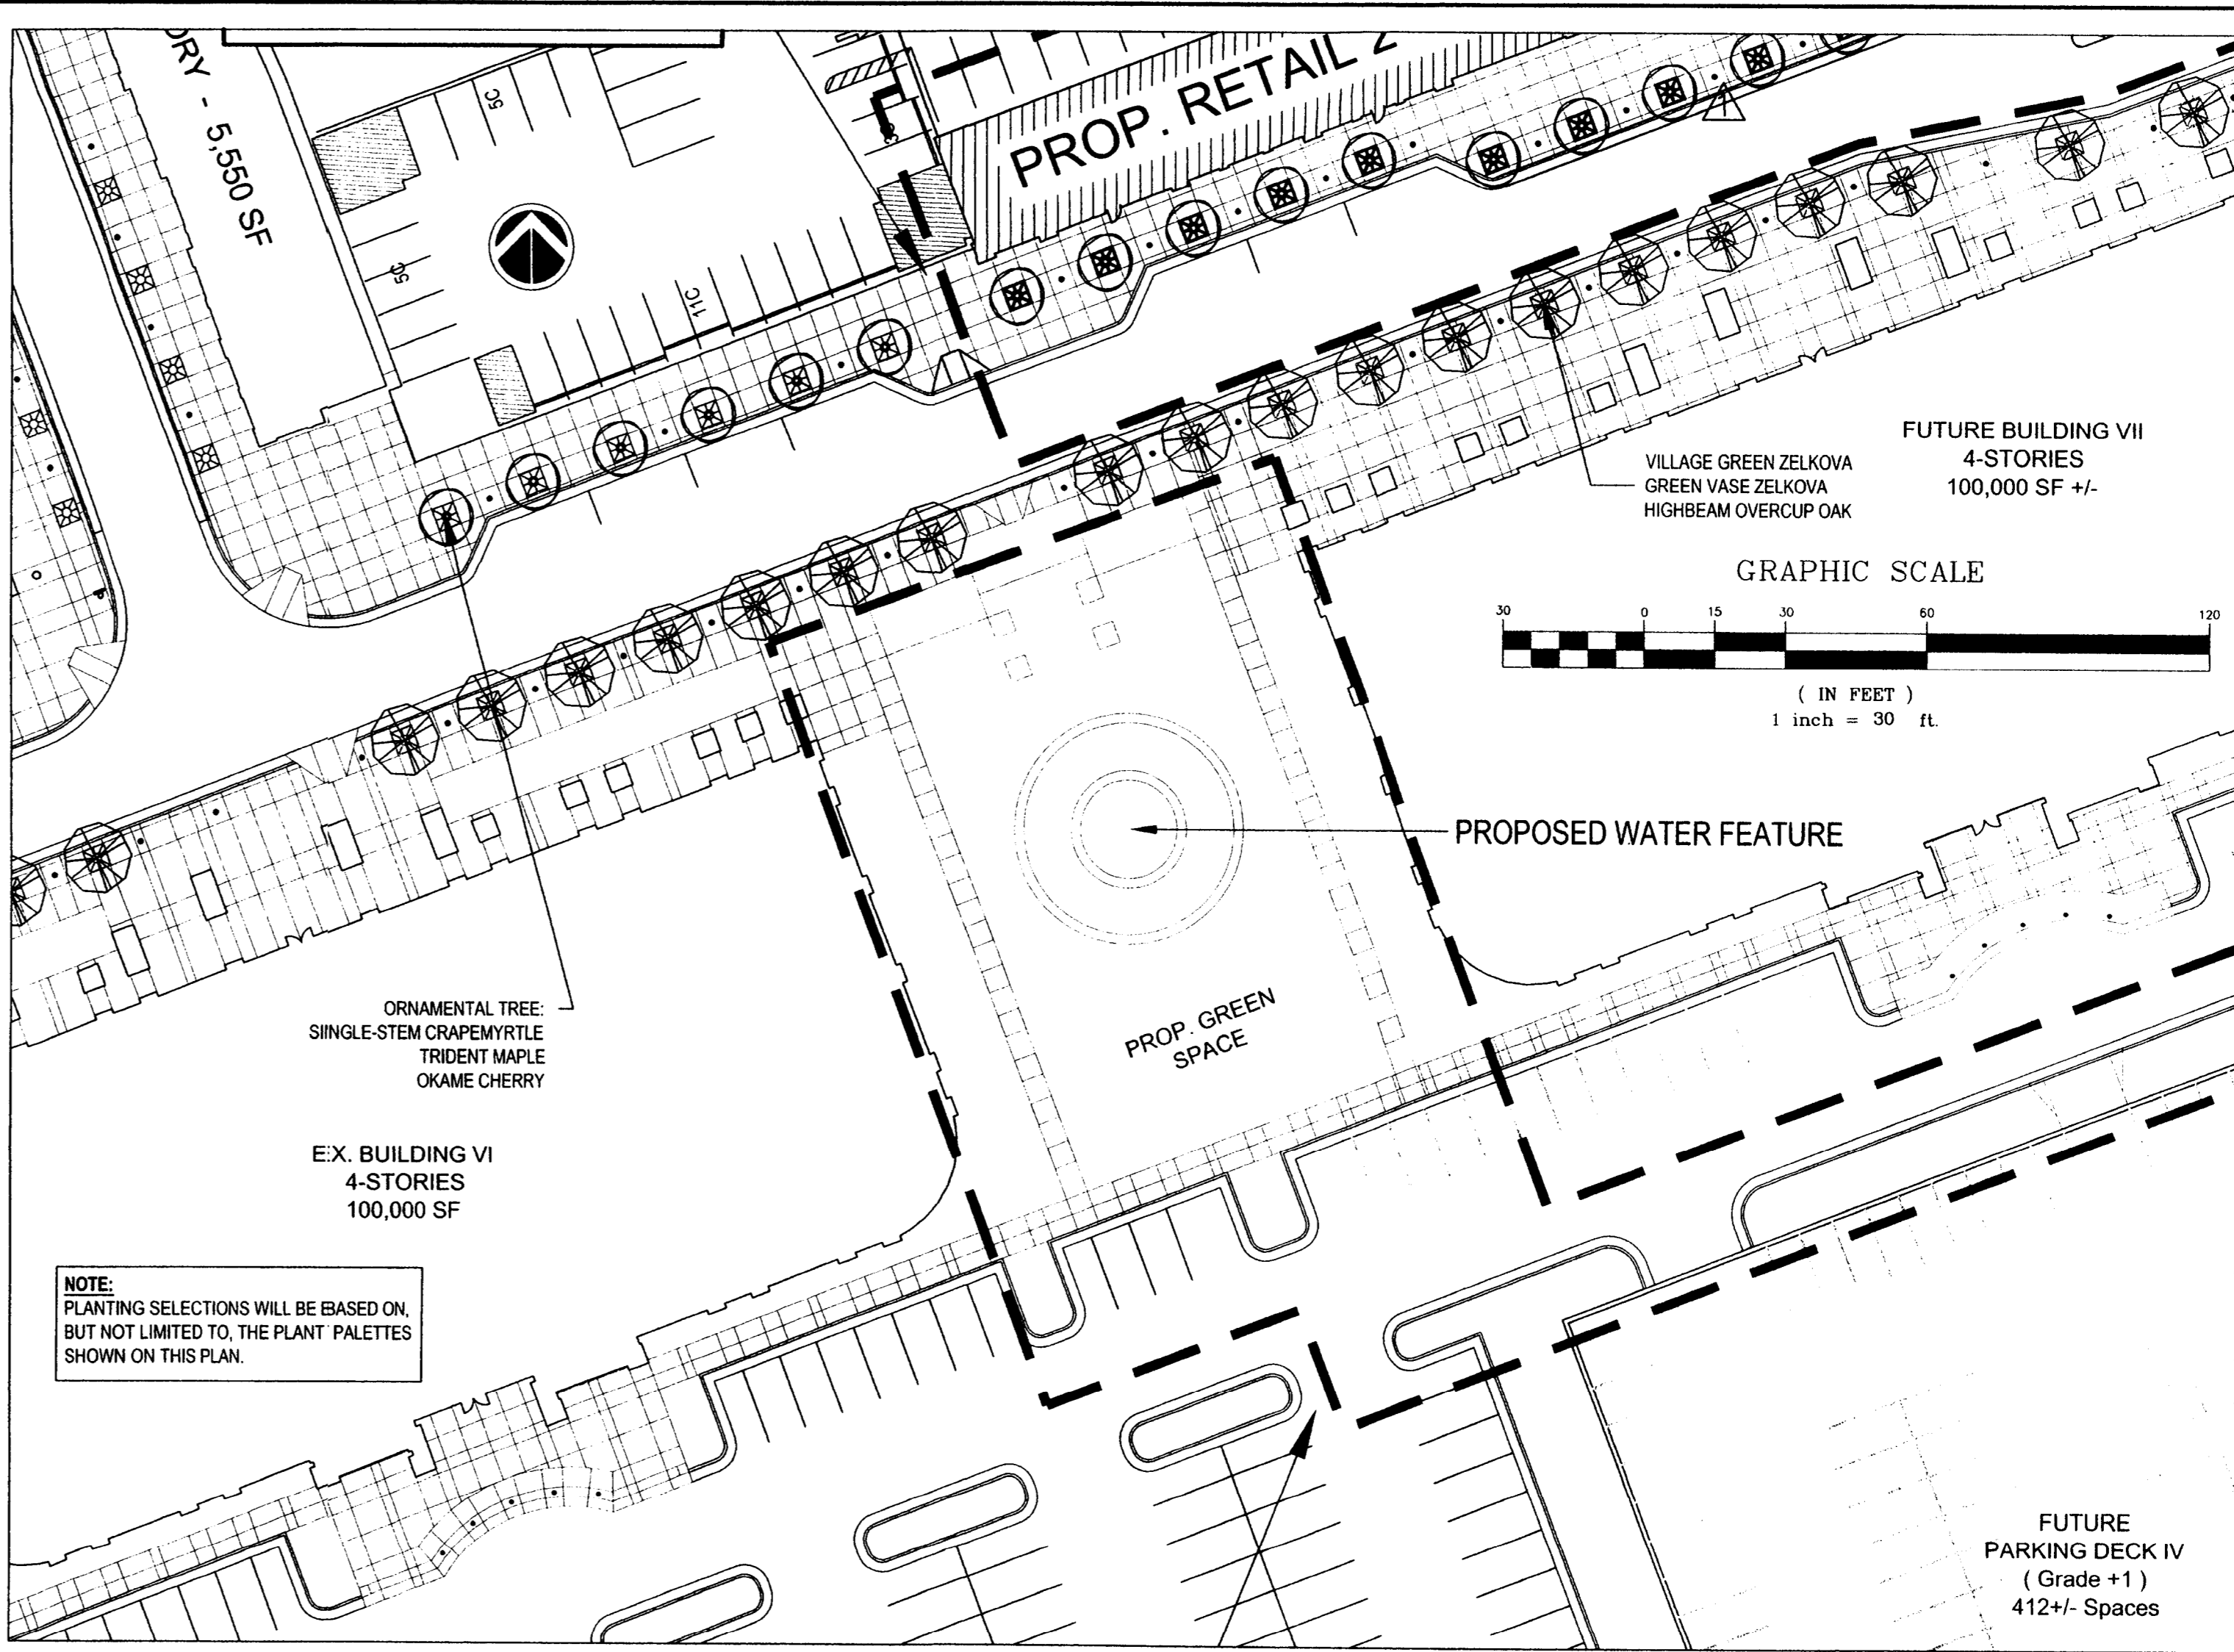 ORY - 5,550 SF
5C
5C
11C
PROP. RETAIL 2
1
VILLAGE GREEN ZELKOVA
GREEN VASE ZELKOVA
HIGHBEAM OVERCUP OAK
FUTURE BUILDING VII
4-STORIES
100,000 SF +/-
GRAPHIC SCALE
30 0 15 30 60 120
( IN FEET )
1 inch = 30 ft.
PROPOSED WATER FEATURE
PROP. GREEN
SPACE
ORNAMENTAL TREE:
SIINGLE-STEM CRAPEMYRTLE
TRIDENT MAPLE
OKAME CHERRY
EX. BUILDING VI
4-STORIES
100,000 SF
NOTE:
PLANTING SELECTIONS WILL BE BASED ON,
BUT NOT LIMITED TO, THE PLANT PALETTES
SHOWN ON THIS PLAN.
FUTURE
PARKING DECK IV
( Grade +1 )
412+/- Spaces